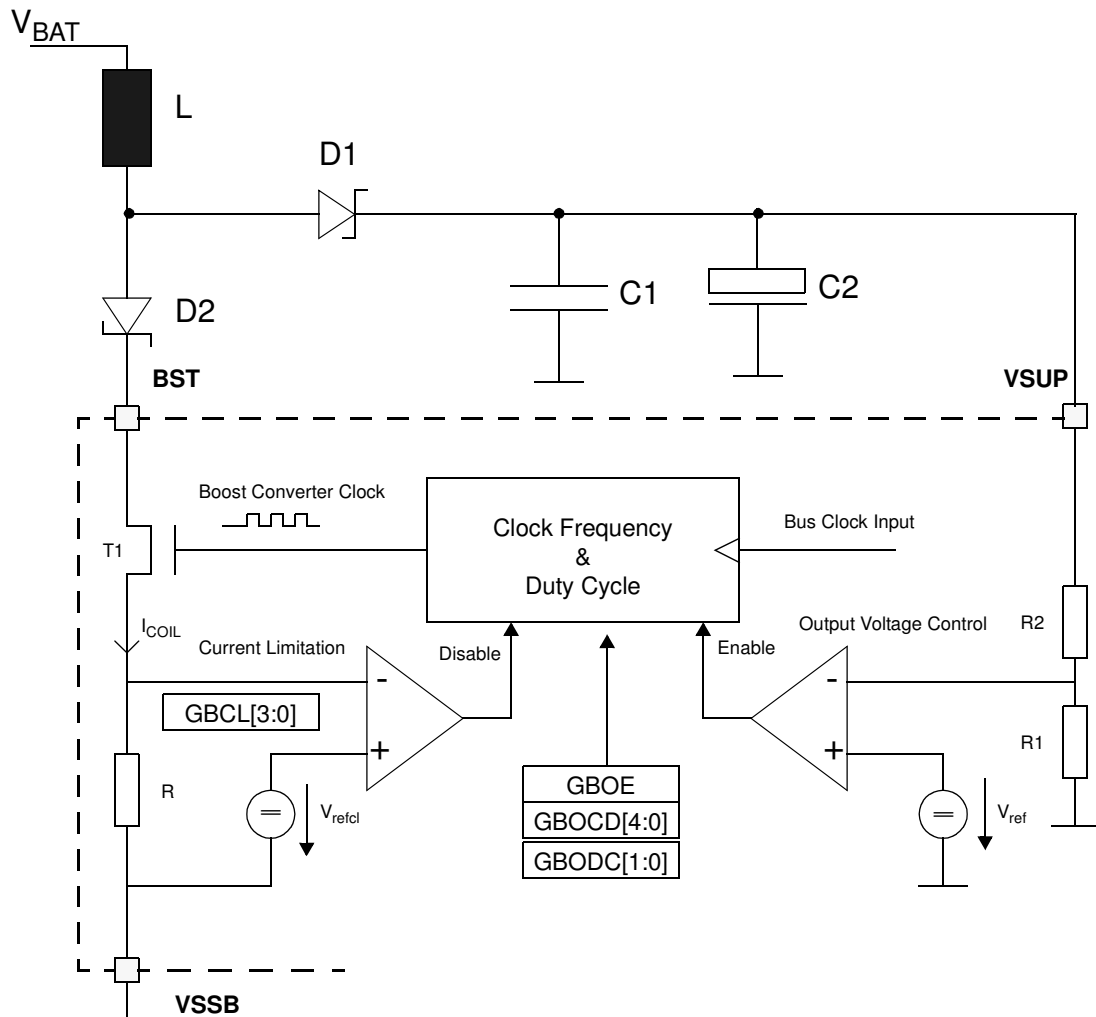 VBAT
L
D1
D2
C1
C2
BST
VSUP
Boost Converter Clock
Clock Frequency
&
Duty Cycle
Bus Clock Input
T1
ICOIL
Current Limitation
Disable
Enable
Output Voltage Control
R2
-
-
GBCL[3:0]
+
+
R1
R
=
Vrefcl
GBOE
GBOCD[4:0]
GBODC[1:0]
=
Vref
VSSB